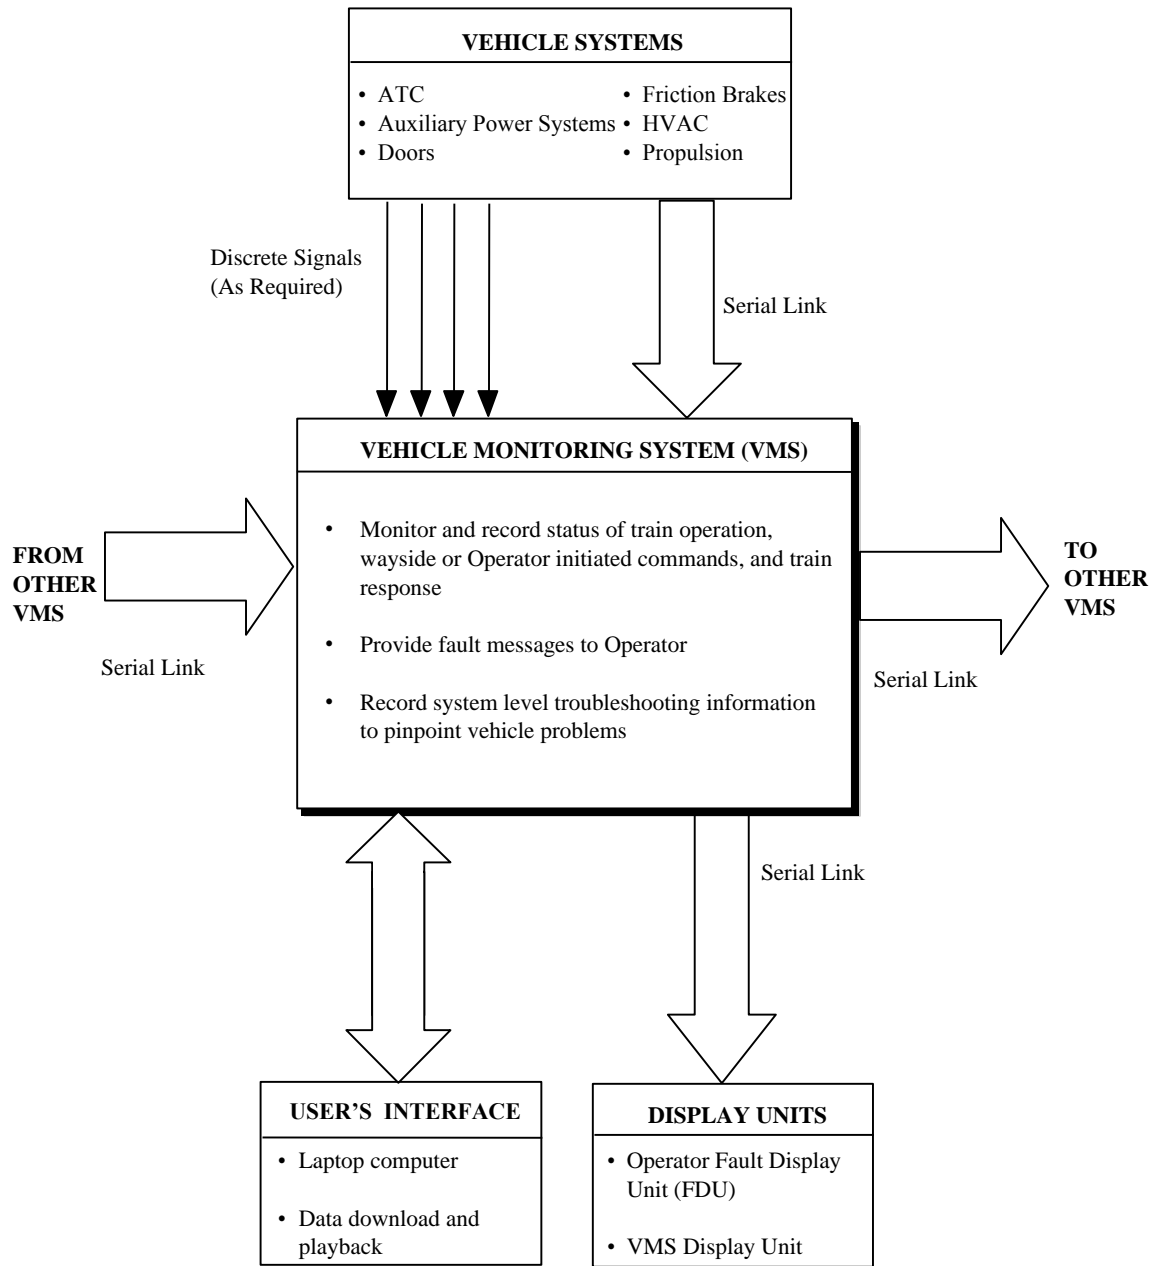 VEHICLE SYSTEMS
• ATC
• Auxiliary Power Systems
• Doors
• Friction Brakes
• HVAC
• Propulsion
Discrete Signals
(As Required)
Serial Link
VEHICLE MONITORING SYSTEM (VMS)
• Monitor and record status of train operation,
wayside or Operator initiated commands, and train
response
• Provide fault messages to Operator
• Record system level troubleshooting information
to pinpoint vehicle problems
FROM
OTHER
VMS
Serial Link
TO
OTHER
VMS
Serial Link
Serial Link
USER’S INTERFACE
• Laptop computer
• Data download and
playback
DISPLAY UNITS
• Operator Fault Display
Unit (FDU)
• VMS Display Unit